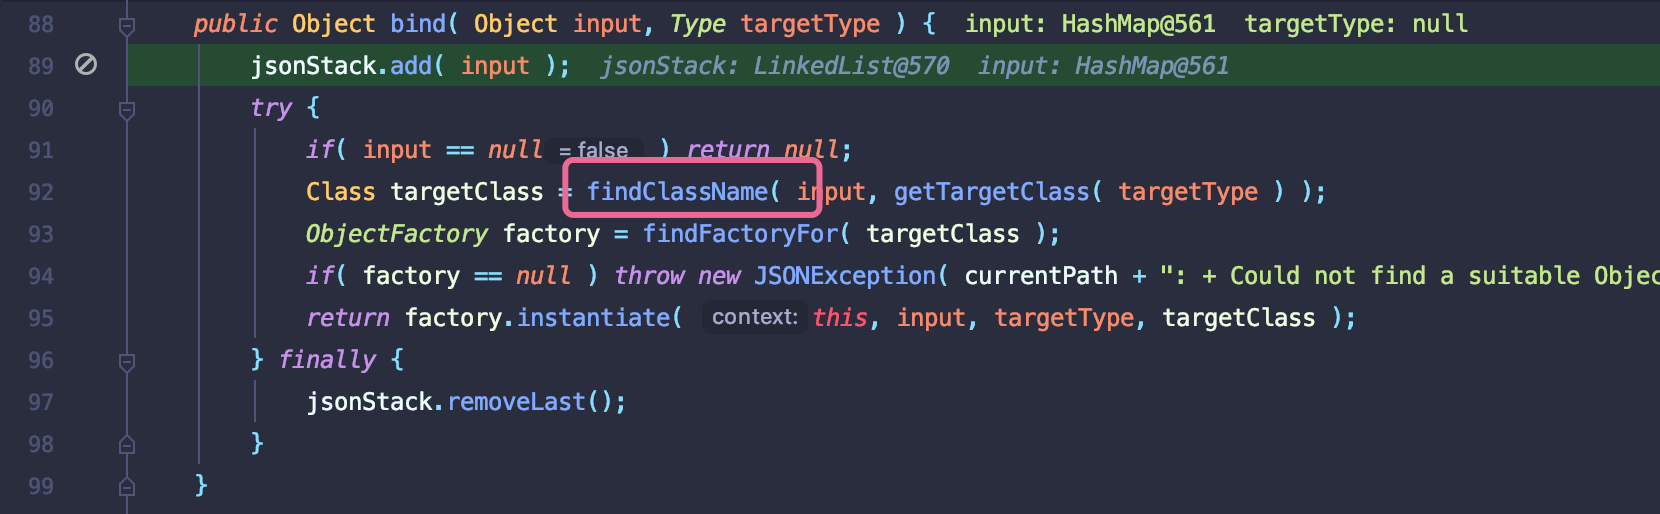 88 public Object bind( Object input, Type targetType ) { input: HashMap@561 targetType: null
89 jsonStack.add( input ); jsonStack: LinkedList@570 input: HashMap@561
90 try {
91 if( input == null = false ) return null;
92 Class targetClass = findClassName( input, getTargetClass( targetType ) );
93 ObjectFactory factory = findFactoryFor( targetClass );
94 if( factory == null ) throw new JSONException( currentPath + ": + Could not find a suitable Objec
95 return factory.instantiate( context: this, input, targetType, targetClass );
96 } finally {
97 jsonStack.removeLast();
98 }
99 }